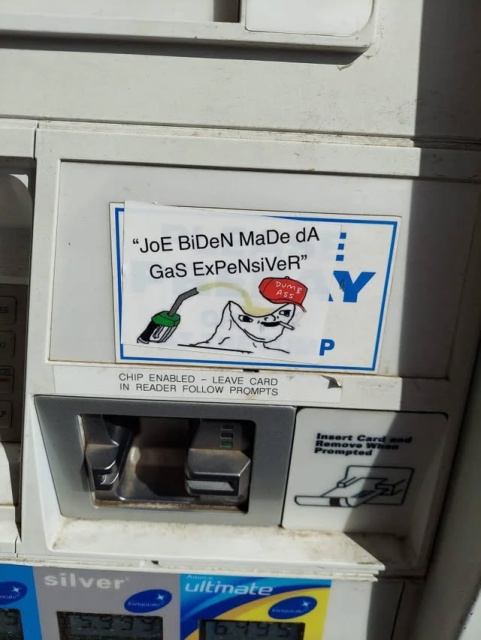 “JoE BiDeN MaDe dA
GaS ExPeNsiVeR”
DUMB
ASS
Y
P
CHIP ENABLED – LEAVE CARD
IN READER FOLLOW PROMPTS
Insert Card and
Remove When
Prompted
silver
ultimate